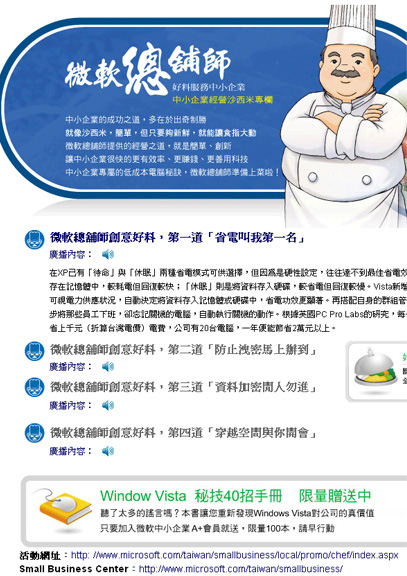 微軟總舖師
好料服務中小企業
中小企業經營沙西米專欄
中小企業的成功之道，多在於出奇制勝
就像沙西米，簡單，但只要夠新鮮，就能讓食指大動
微軟總舖師提供的經營之道，就是簡單、創新
讓中小企業很快的更有效率、更賺錢、更善用科技
中小企業專屬的低成本電腦秘訣，微軟總舖師準備上菜啦！
微軟總舖師創意好料，第一道「省電叫我第一名」
廣播內容：
在XP已有「待命」與「休眠」兩種省電模式可供選擇，但因為是硬性設定，往往達不到最佳省電效
存在記憶體中，較耗電但回復較快；「休眠」則是將資料存入硬碟，較省電但回復較慢。Vista新增
可視電力供應狀況，自動決定將資料存入記憶體或硬碟中，省電功效更顯著。再搭配自身的群組管
步將那些員工下班，卻忘記關機的電腦，自動執行關機的動作。根據英國PC Pro Labs的研究，每
省上千元（折算台灣電價）電費，公司有20台電腦，一年便能節省2萬元以上。
微軟總舖師創意好料，第二道「防止洩密馬上辦到」
廣播內容：
微軟總舖師創意好料，第三道「資料加密閒人勿進」
廣播內容：
微軟總舖師創意好料，第四道「穿越空間與你開會」
廣播內容：
Window Vista 秘技40招手冊 限量贈送中
聽了太多的謠言嗎？本書讓您重新發現Windows Vista對公司的真價值
只要加入微軟中小企業 A+會員就送，限量100本，請早行動
活動網址：http://www.microsoft.com/taiwan/smallbusiness/local/promo/chef/index.aspx
Small Business Center：http://www.microsoft.com/taiwan/smallbusiness/